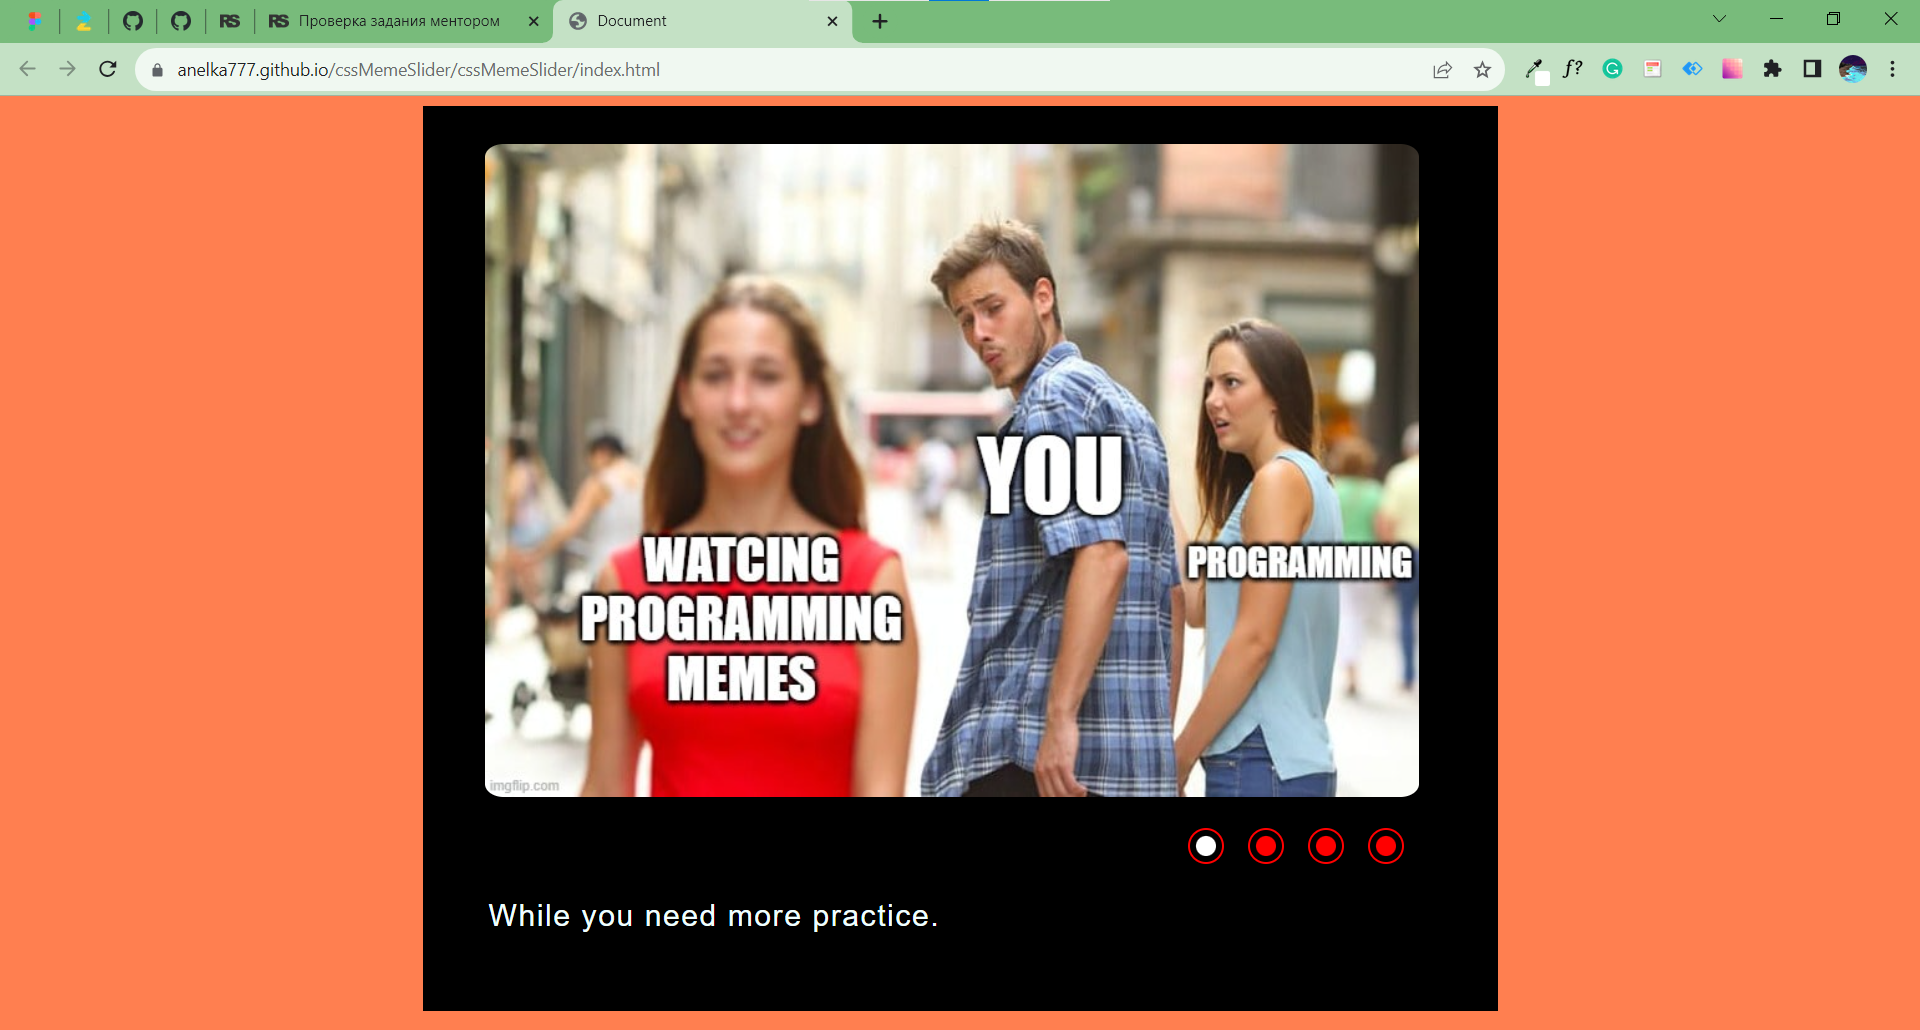 RS
RS Проверка задания ментором
Document
anelka777.github.io/cssMemeSlider/cssMemeSlider/index.html
f?
YOU
WATCING
PROGRAMMING
MEMES
PROGRAMMING
imgflip.com
While you need more practice.